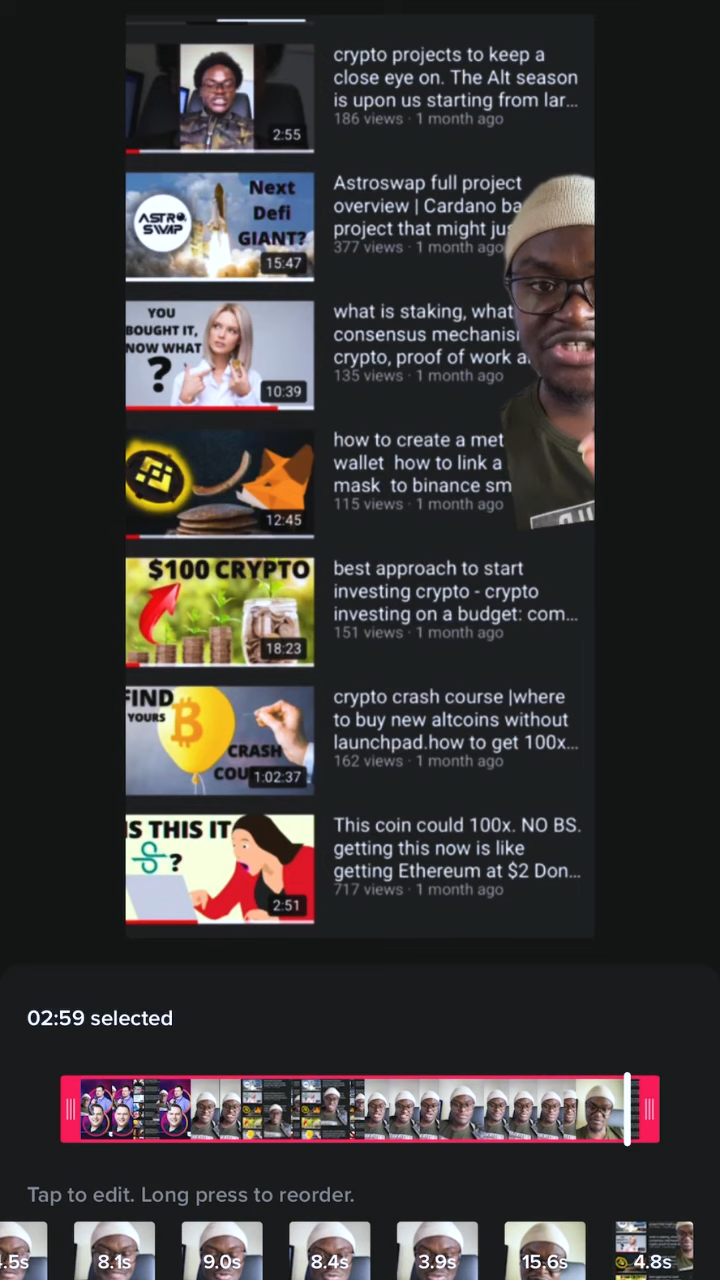 crypto projects to keep a
close eye on. The Alt season
is upon us starting from lar...
186 views · 1 month ago
2:55
Astroswap full project
overview | Cardano ba
project that might jus
377 views · 1 month ago
ASTRO
SWAP
Next
Defi
GIANT?
15:47
what is staking, what
consensus mechanis
crypto, proof of work a
135 views · 1 month ago
YOU
BOUGHT IT,
NOW WHAT
?
10:39
how to create a met
wallet how to link a
mask to binance sm
115 views · 1 month ago
12:45
best approach to start
investing crypto - crypto
investing on a budget: com...
151 views · 1 month ago
$100 CRYPTO
18:23
crypto crash course |where
to buy new altcoins without
launchpad.how to get 100x...
162 views · 1 month ago
FIND
YOURS
CRASH
COU
1:02:37
This coin could 100x. NO BS.
getting this now is like
getting Ethereum at $2 Don...
717 views · 1 month ago
IS THIS IT
?
2:51
02:59 selected
Tap to edit. Long press to reorder.
.5s
8.1s
9.0s
8.4s
3.9s
15.6s
4.8s